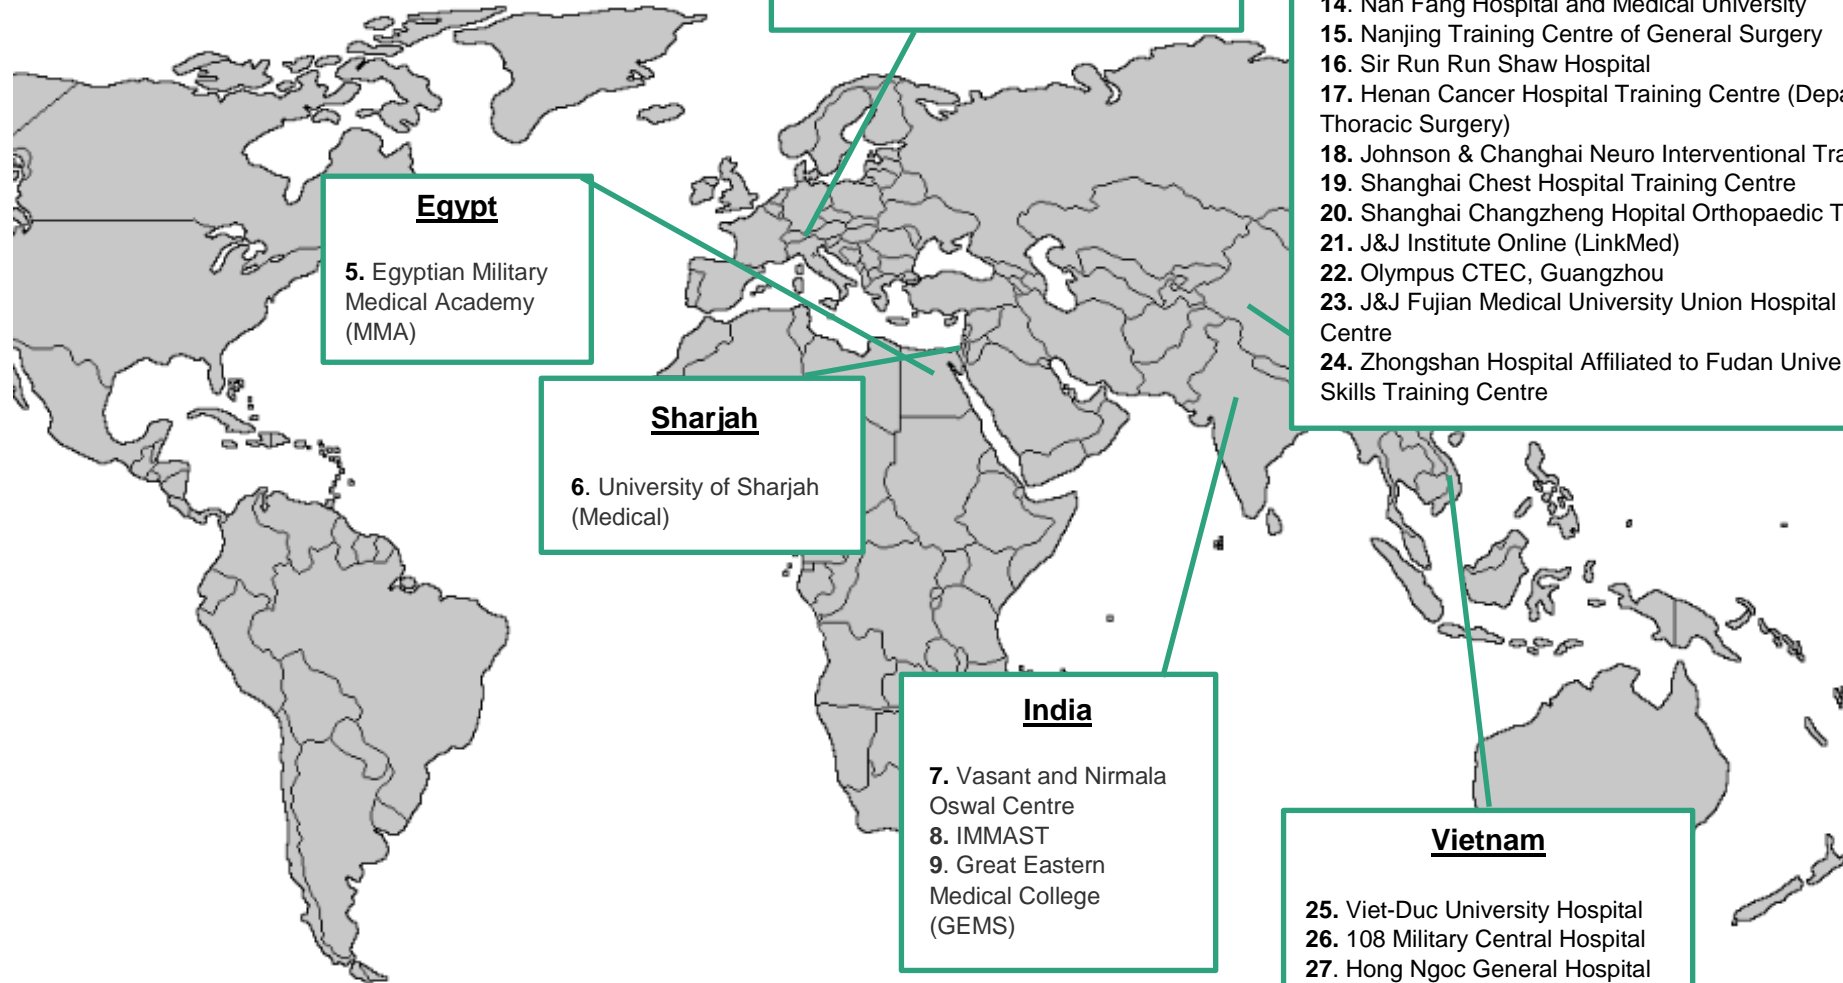 14. Nan Fang Hospital and Medical University
15. Nanjing Training Centre of General Surgery
16. Sir Run Run Shaw Hospital
17. Henan Cancer Hospital Training Centre
Thoracic Surgery)
18. Johnson & Changhai Neuro Interventional
19. Shanghai Chest Hospital Training Centre
20. Shanghai Changzheng Hopital Orthopaedic
21. J&J Institute Online (LinkMed)
22. Olympus CTEC, Guangzhou
23. J&J Fujian Medical University Union Hospital
Centre
24. Zhongshan Hospital Affiliated to Fudan
Skills Training Centre
Egypt
5. Egyptian Military
Medical Academy
(MMA)
Sharjah
6. University of Sharjah
(Medical)
India
7. Vasant and Nirmala
Oswal Centre
8. IMMAST
9. Great Eastern
Medical College
(GEMS)
Vietnam
25. Viet-Duc University Hospital
26. 108 Military Central Hospital
27. Hong Ngoc General Hospital